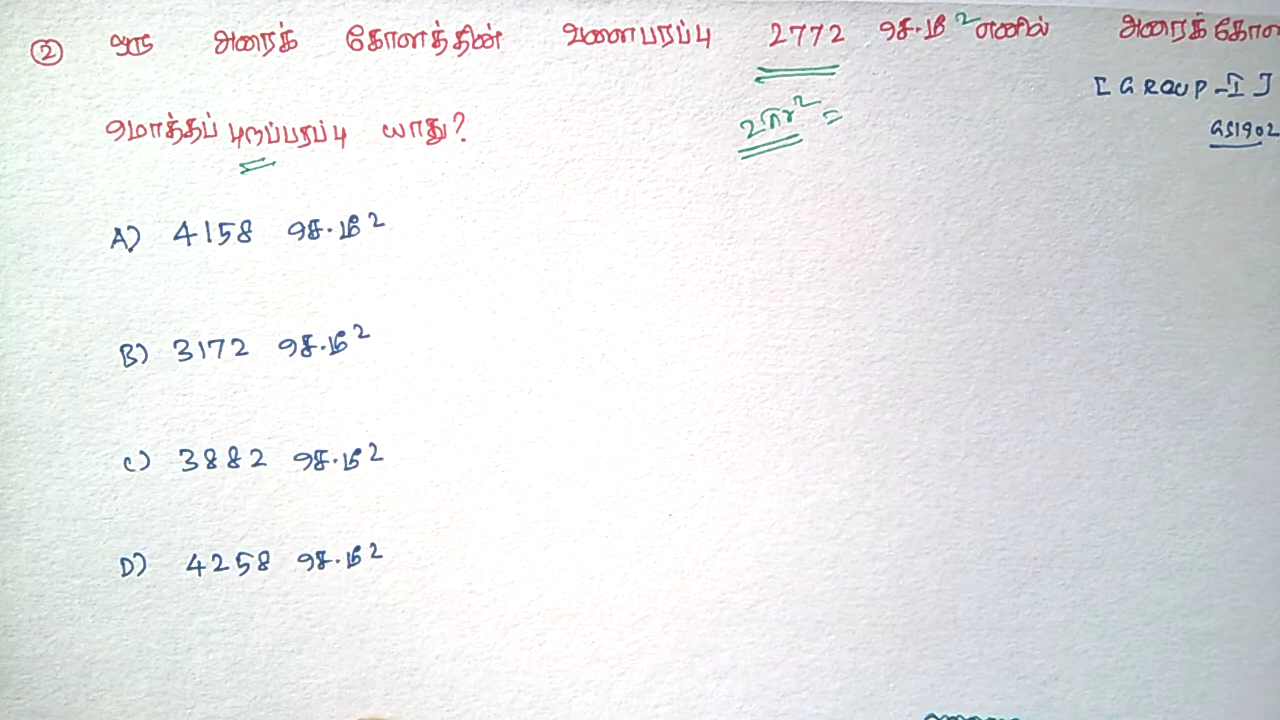 ② ஒரு அரைக் கோளத்தின் வளைபரப்பு 2772 செ.மீ² எனில் அரைக் கோள
[GROUP-I]
மொத்தப் புறப்பரப்பு யாது? 2πr² =
GS1902
A) 4158 செ.மீ²
B) 3172 செ.மீ²
C) 3882 செ.மீ²
D) 4258 செ.மீ²